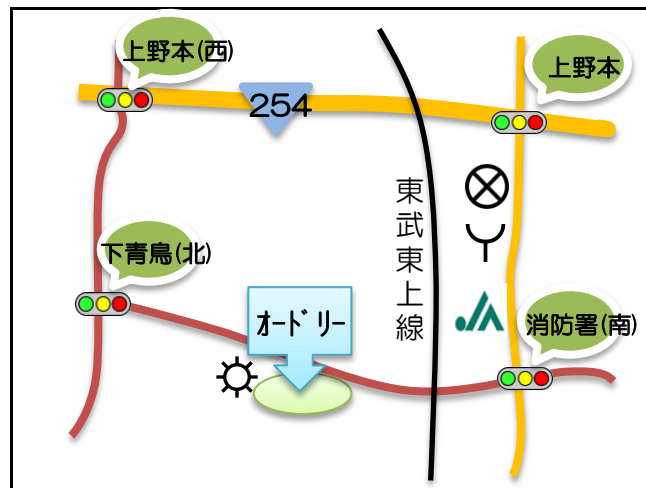 上野本(西)
上野本
254
東武東上線
下青鳥(北)
ｵｰﾄﾞﾘｰ
消防署(南)